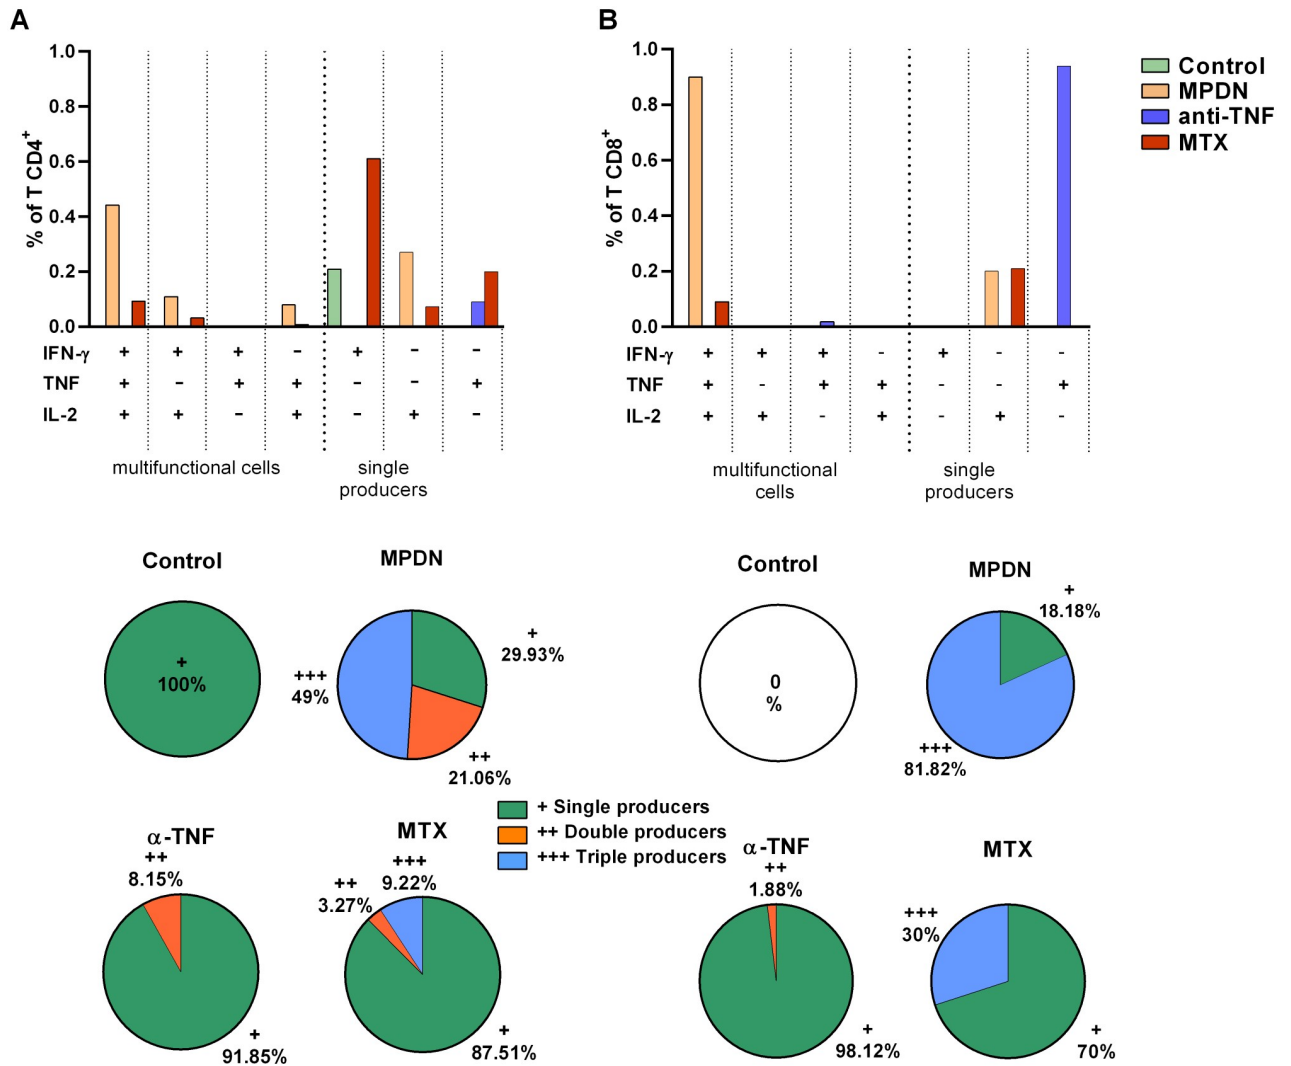 A
B
1.0
0.8
0.6
0.4
0.2
0.0
% of T CD4+
1.0
0.8
0.6
0.4
0.2
0.0
% of T CD8+
Control
MPDN
anti-TNF
MTX
IFN-γ + + + - + - -
TNF + - + + - - +
IL-2 + + - + - + -
multifunctional cells
single
producers
IFN-γ + + + - + - -
TNF + - + + - - +
IL-2 + + - + - + -
multifunctional
cells
single
producers
Control
+
100%
MPDN
+
29.93%
+++
49%
++
21.06%
Control
0
%
MPDN
+
18.18%
+++
81.82%
+ Single producers
++ Double producers
+++ Triple producers
α-TNF
++
8.15%
+
91.85%
MTX
+++
9.22%
++
3.27%
+
87.51%
α-TNF
++
1.88%
+
98.12%
MTX
+++
30%
+
70%